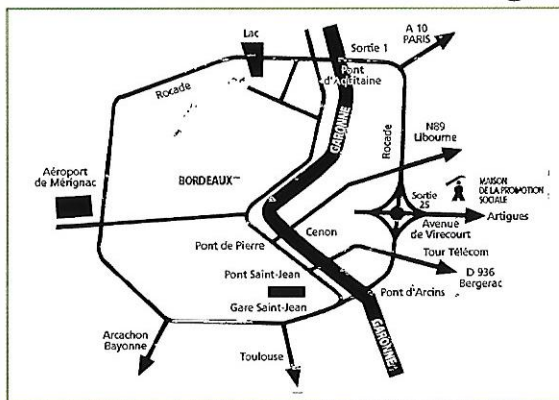 A 10
PARIS
Lac
Sortie 1
Pont
d'Aquitaine
Rocade
GARONNE
Rocade
N89
Libourne
Aéroport
de Mérignac
BORDEAUX
MAISON
DE LA PROMOTION
SOCIALE
Sortie
25
Artigues
Avenue
de Virecourt
Cenon
Pont de Pierre
Tour Télécom
Pont Saint-Jean
D 936
Bergerac
Gare Saint-Jean
Pont d'Arcins
GARONNE
Arcachon
Bayonne
Toulouse